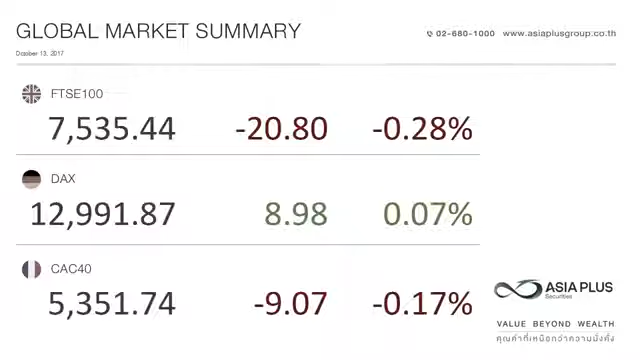 GLOBAL MARKET SUMMARY
02-680-1000 www.asiaplusgroup.co.th
October 13, 2017
FTSE100
7,535.44 -20.80 -0.28%
DAX
12,991.87 8.98 0.07%
CAC40
5,351.74 -9.07 -0.17%
ASIA PLUS
Securities
VALUE BEYOND WEALTH
คุณค่าที่เหนือกว่าความมั่งคั่ง